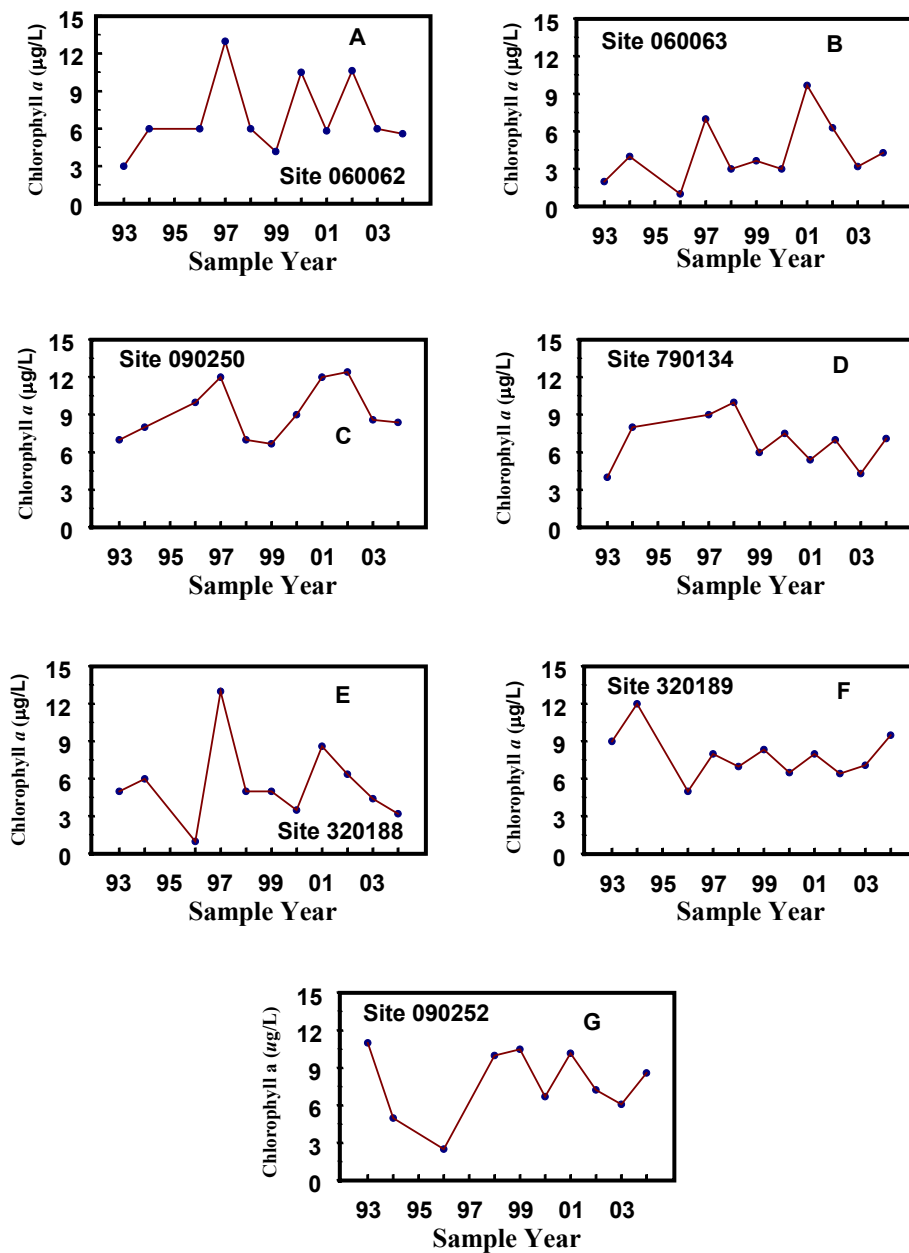 Chlorophyll a (µg/L)
15
12
9
6
3
0
A
Site 060062
93 95 97 99 01 03
Sample Year
Chlorophyll a (µg/L)
15
12
9
6
3
0
Site 060063
B
93 95 97 99 01 03
Sample Year
Chlorophyll a (µg/L)
15
12
9
6
3
0
Site 090250
C
93 95 97 99 01 03
Sample Year
Chlorophyll a (µg/L)
15
12
9
6
3
0
Site 790134
D
93 95 97 99 01 03
Sample Year
Chlorophyll a (µg/L)
15
12
9
6
3
0
E
Site 320188
93 95 97 99 01 03
Sample Year
Chlorophyll a (µg/L)
15
12
9
6
3
0
Site 320189
F
93 95 97 99 01 03
Sample Year
Chlorophyll a (ug/L)
15
12
9
6
3
0
Site 090252
G
93 95 97 99 01 03
Sample Year